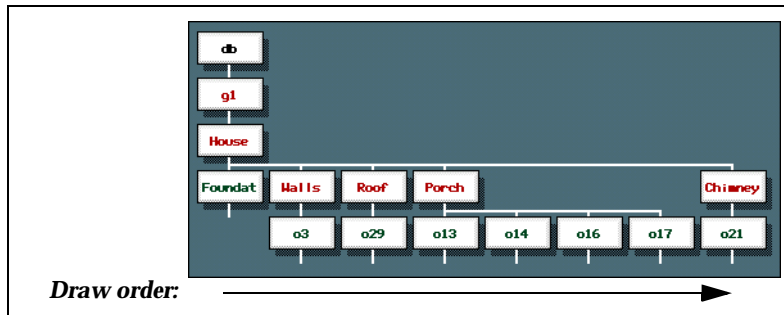 db
g1
House
Foundat Walls Roof Porch Chimney
o3 o29 o13 o14 o16 o17 o21
Draw order: